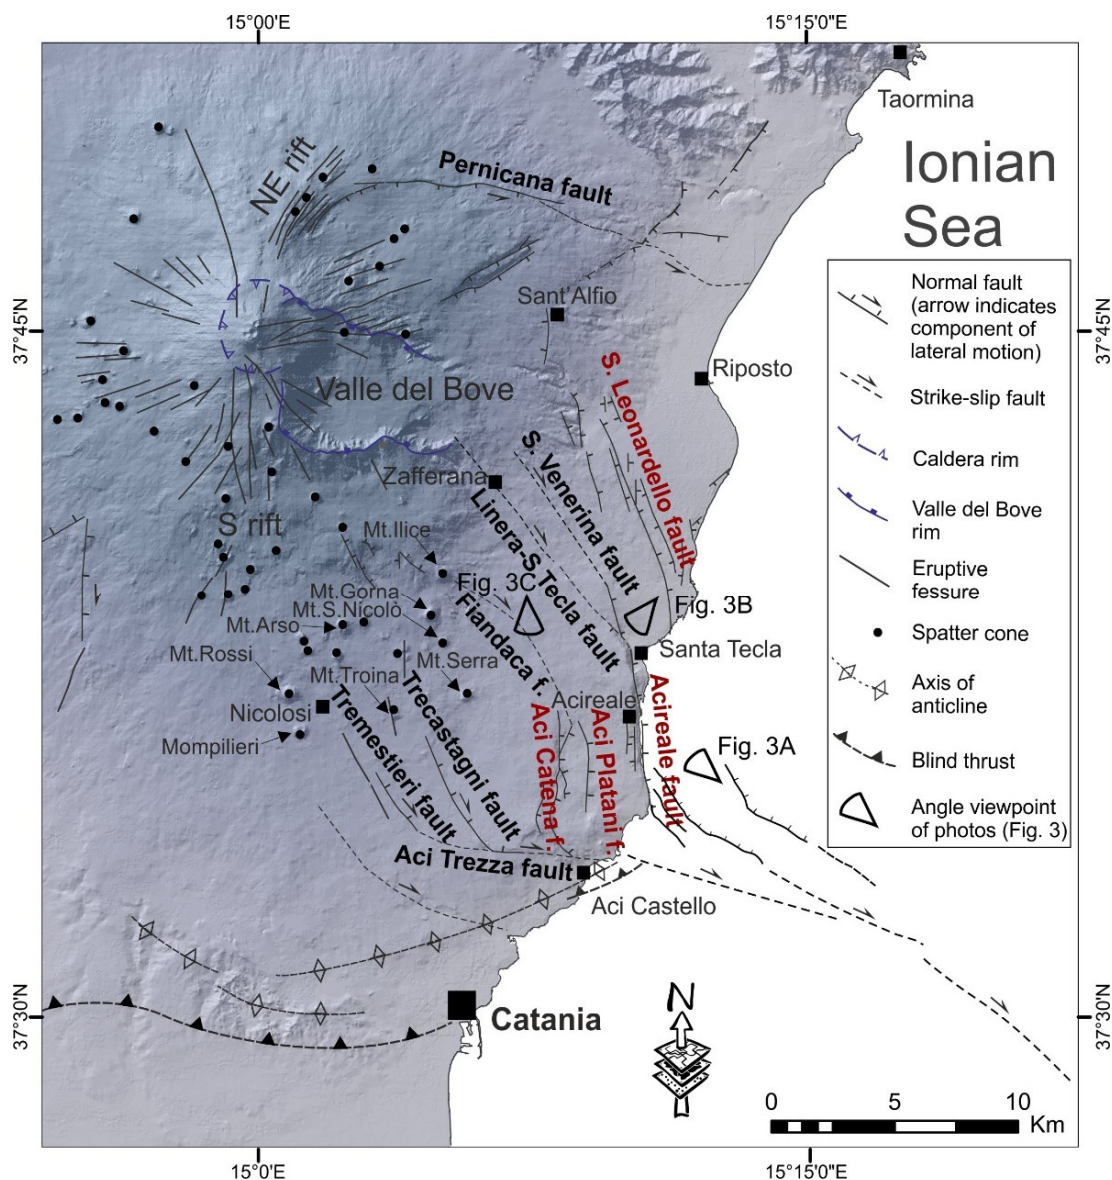 15°00'E
15°15'E
Taormina
Ionian
Sea
NE rift
Pernicana fault
37°45'N
37°45'N
Sant'Alfio
Riposto
Valle del Bove
S. Leonardello fault
S. Venerina fault
Zafferana
Linera-S Tecla fault
S rift
Mt.Ilice
Fig. 3C
Fig. 3B
Mt.Gorna
Mt.S.Nicolò
Mt.Arso
Fiandaca f.
Mt.Rossi
Mt.Serra
Santa Tecla
Mt.Troina
Trecastagni fault
Acireale
Acireale fault
Nicolosi
Tremestieri fault
Aci Catena f.
Aci Platani f.
Mompilieri
Fig. 3A
Aci Trezza fault
Aci Castello
Catania
37°30'N
37°30'N
N
Normal fault
(arrow indicates
component of
lateral motion)
Strike-slip fault
Caldera rim
Valle del Bove
rim
Eruptive
fessure
Spatter cone
Axis of
anticline
Blind thrust
Angle viewpoint
of photos (Fig. 3)
0 5 10
Km
15°0'E
15°15'0"E